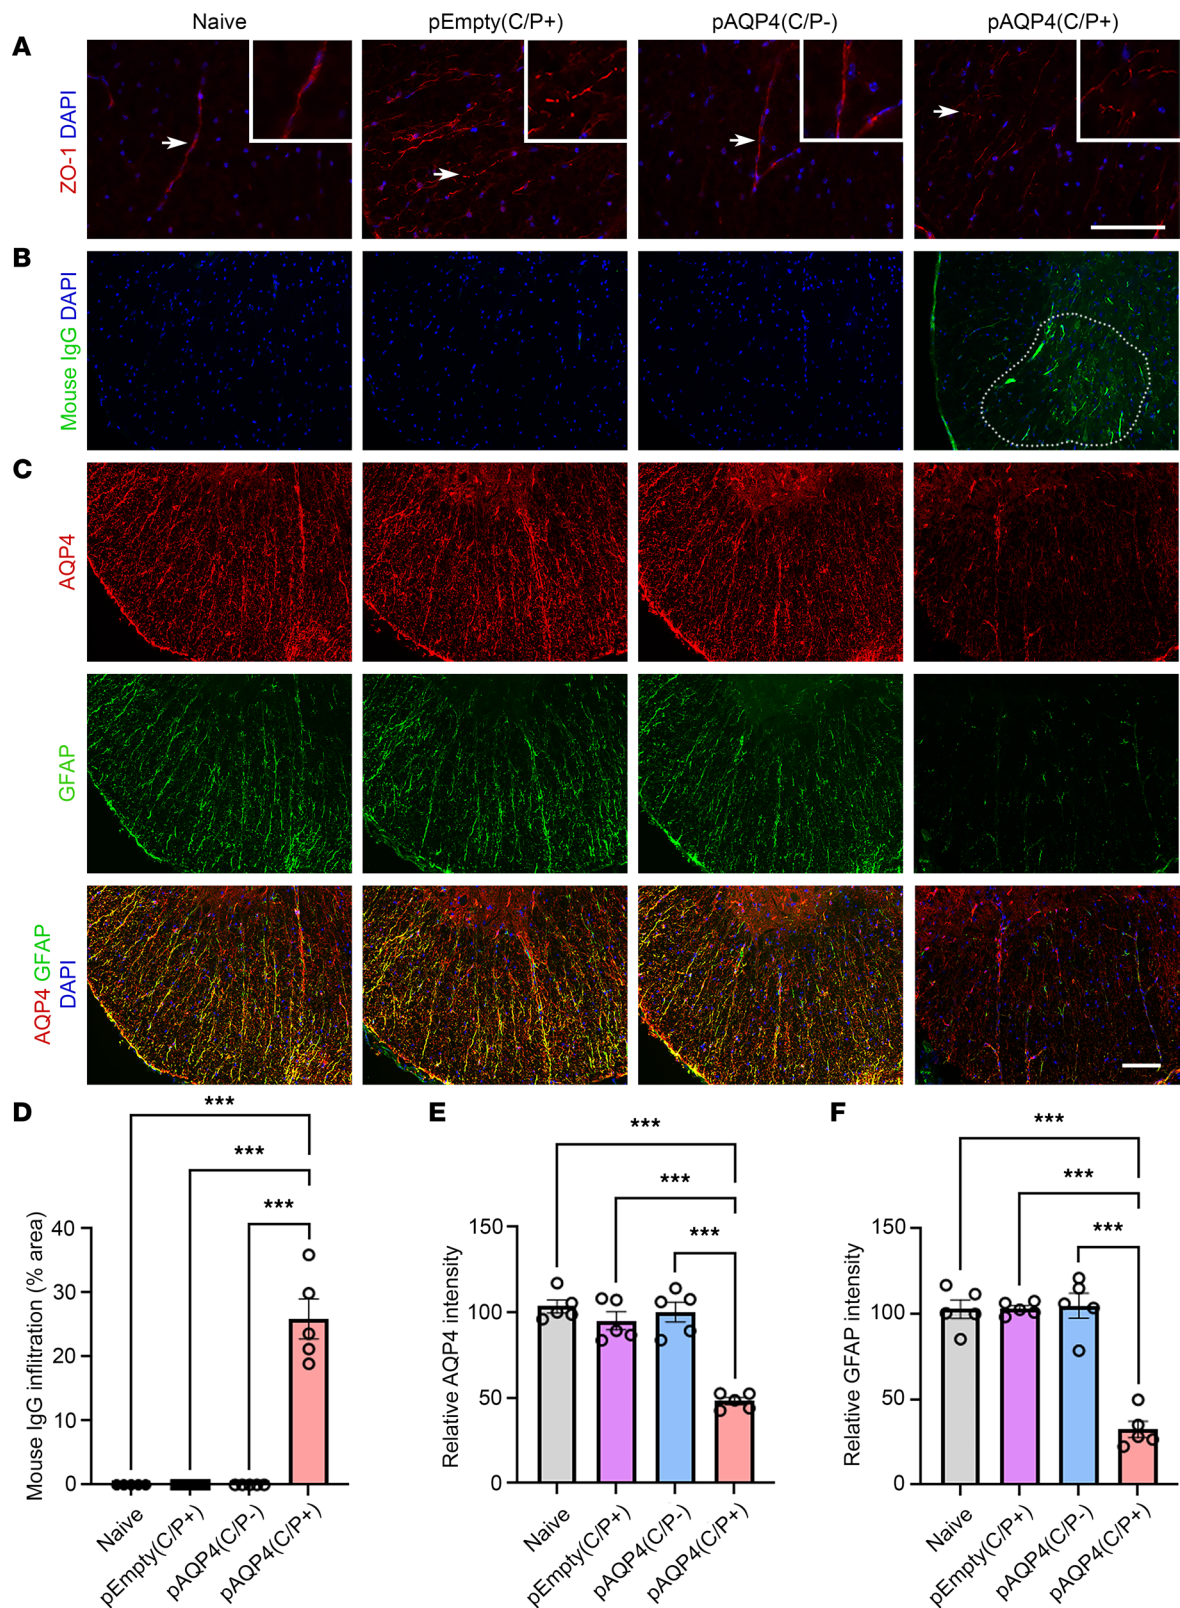 Naive
pEmpty(C/P+)
pAQP4(C/P-)
pAQP4(C/P+)
A
ZO-1 DAPI
B
Mouse IgG DAPI
C
AQP4
GFAP
AQP4 GFAP
DAPI
D
***
***
***
Mouse IgG inflitration (% area)
40
30
20
10
0
Naive
pEmpty(C/P+)
pAQP4(C/P-)
pAQP4(C/P+)
E
***
***
***
Relative AQP4 intensity
150
100
50
0
Naive
pEmpty(C/P+)
pAQP4(C/P-)
pAQP4(C/P+)
F
***
***
***
Relative GFAP intensity
150
100
50
0
Naive
pEmpty(C/P+)
pAQP4(C/P-)
pAQP4(C/P+)